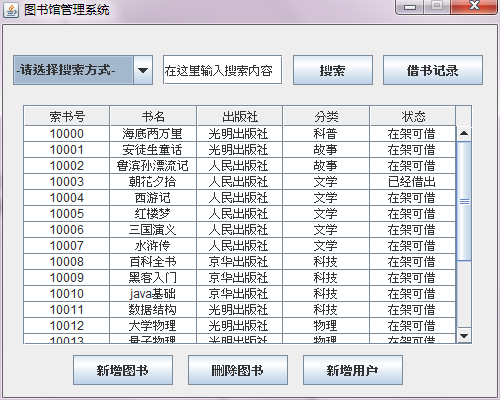 图书馆管理系统
-请选择搜索方式- 在这里输入搜索内容 搜索 借书记录
索书号 书名 出版社 分类 状态
10000 海底两万里 光明出版社 科普 在架可借
10001 安徒生童话 光明出版社 故事 在架可借
10002 鲁滨孙漂流记 人民出版社 故事 在架可借
10003 朝花夕拾 人民出版社 文学 已经借出
10004 西游记 人民出版社 文学 在架可借
10005 红楼梦 人民出版社 文学 在架可借
10006 三国演义 人民出版社 文学 在架可借
10007 水浒传 人民出版社 文学 在架可借
10008 百科全书 京华出版社 科技 在架可借
10009 黑客入门 京华出版社 科技 在架可借
10010 java基础 京华出版社 科技 在架可借
10011 数据结构 光明出版社 科技 在架可借
10012 大学物理 光明出版社 物理 在架可借
10013 量子物理 光明出版社 物理 在架可借
新增图书 删除图书 新增用户